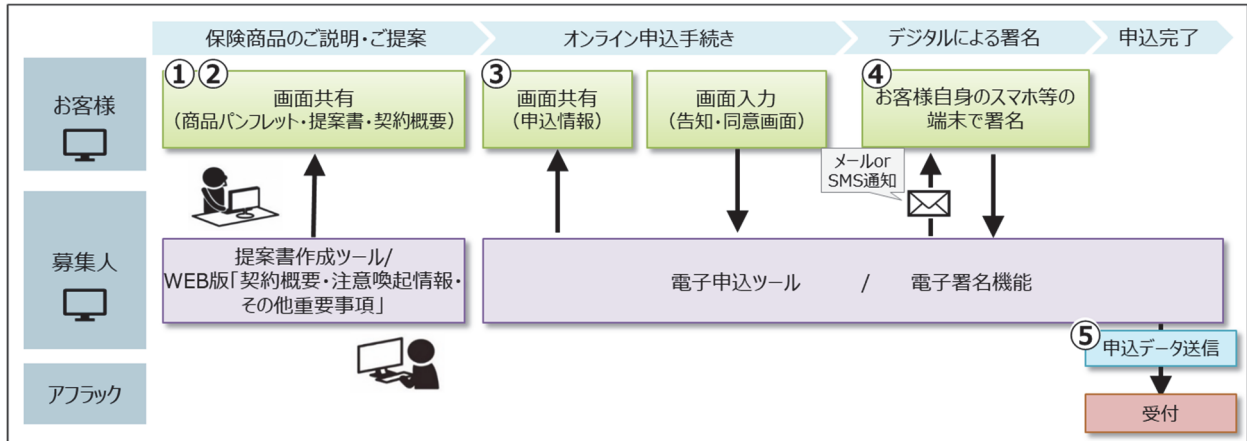 保険商品のご説明・ご提案
オンライン申込手続き
デジタルによる署名
申込完了
お客様
① ②
画面共有
（商品パンフレット・提案書・契約概要）
③
画面共有
（申込情報）
画面入力
（告知・同意画面）
④
お客様自身のスマホ等の
端末で署名
メールor
SMS通知
募集人
提案書作成ツール/
WEB版「契約概要・注意喚起情報・
その他重要事項」
電子申込ツール / 電子署名機能
⑤
申込データ送信
アフラック
受付